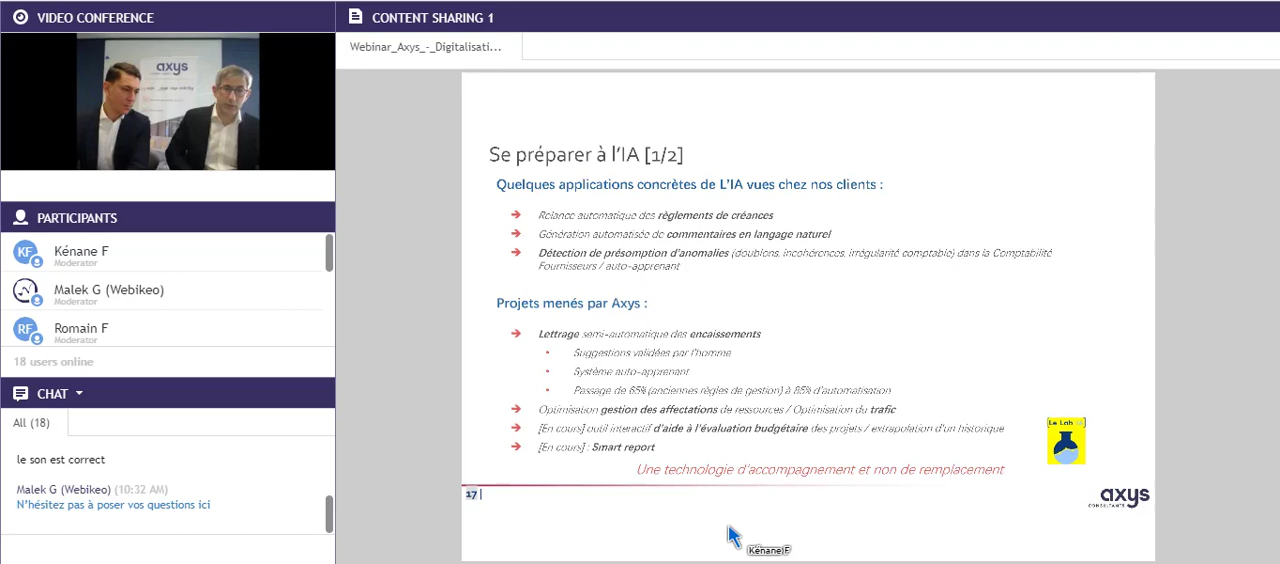 VIDEO CONFERENCE
axys
PARTICIPANTS
KF
Kénane F
Moderator
Malek G (Webikeo)
Moderator
RF
Romain F
Moderator
18 users online
CHAT
All (18)
le son est correct
Malek G (Webikeo) (10:32 AM)
N'hésitez pas à poser vos questions ici
CONTENT SHARING 1
Webinar_Axys_-_Digitalisati...
Se préparer à l'IA [1/2]
Quelques applications concrètes de L'IA vues chez nos clients :
Relance automatique des règlements de créances
Génération automatisée de commentaires en langage naturel
Détection de présomption d'anomalies (doublons, incohérences, irrégularité comptable) dans la Comptabilité
Fournisseurs / auto-apprenant
Projets menés par Axys :
Lettrage semi-automatique des encaissements
Suggestions validées par l'homme
Système auto-apprenant
Passage de 65% (anciennes règles de gestion) à 85% d'automatisation
Optimisation gestion des affectations de ressources / Optimisation du trafic
[En cours] outil interactif d'aide à l'évaluation budgétaire des projets / extrapolation d'un historique
[En cours] : Smart report
[Le Lab
Une technologie d'accompagnement et non de remplacement
17 |
axys
CONSULTANTS
Kénane F